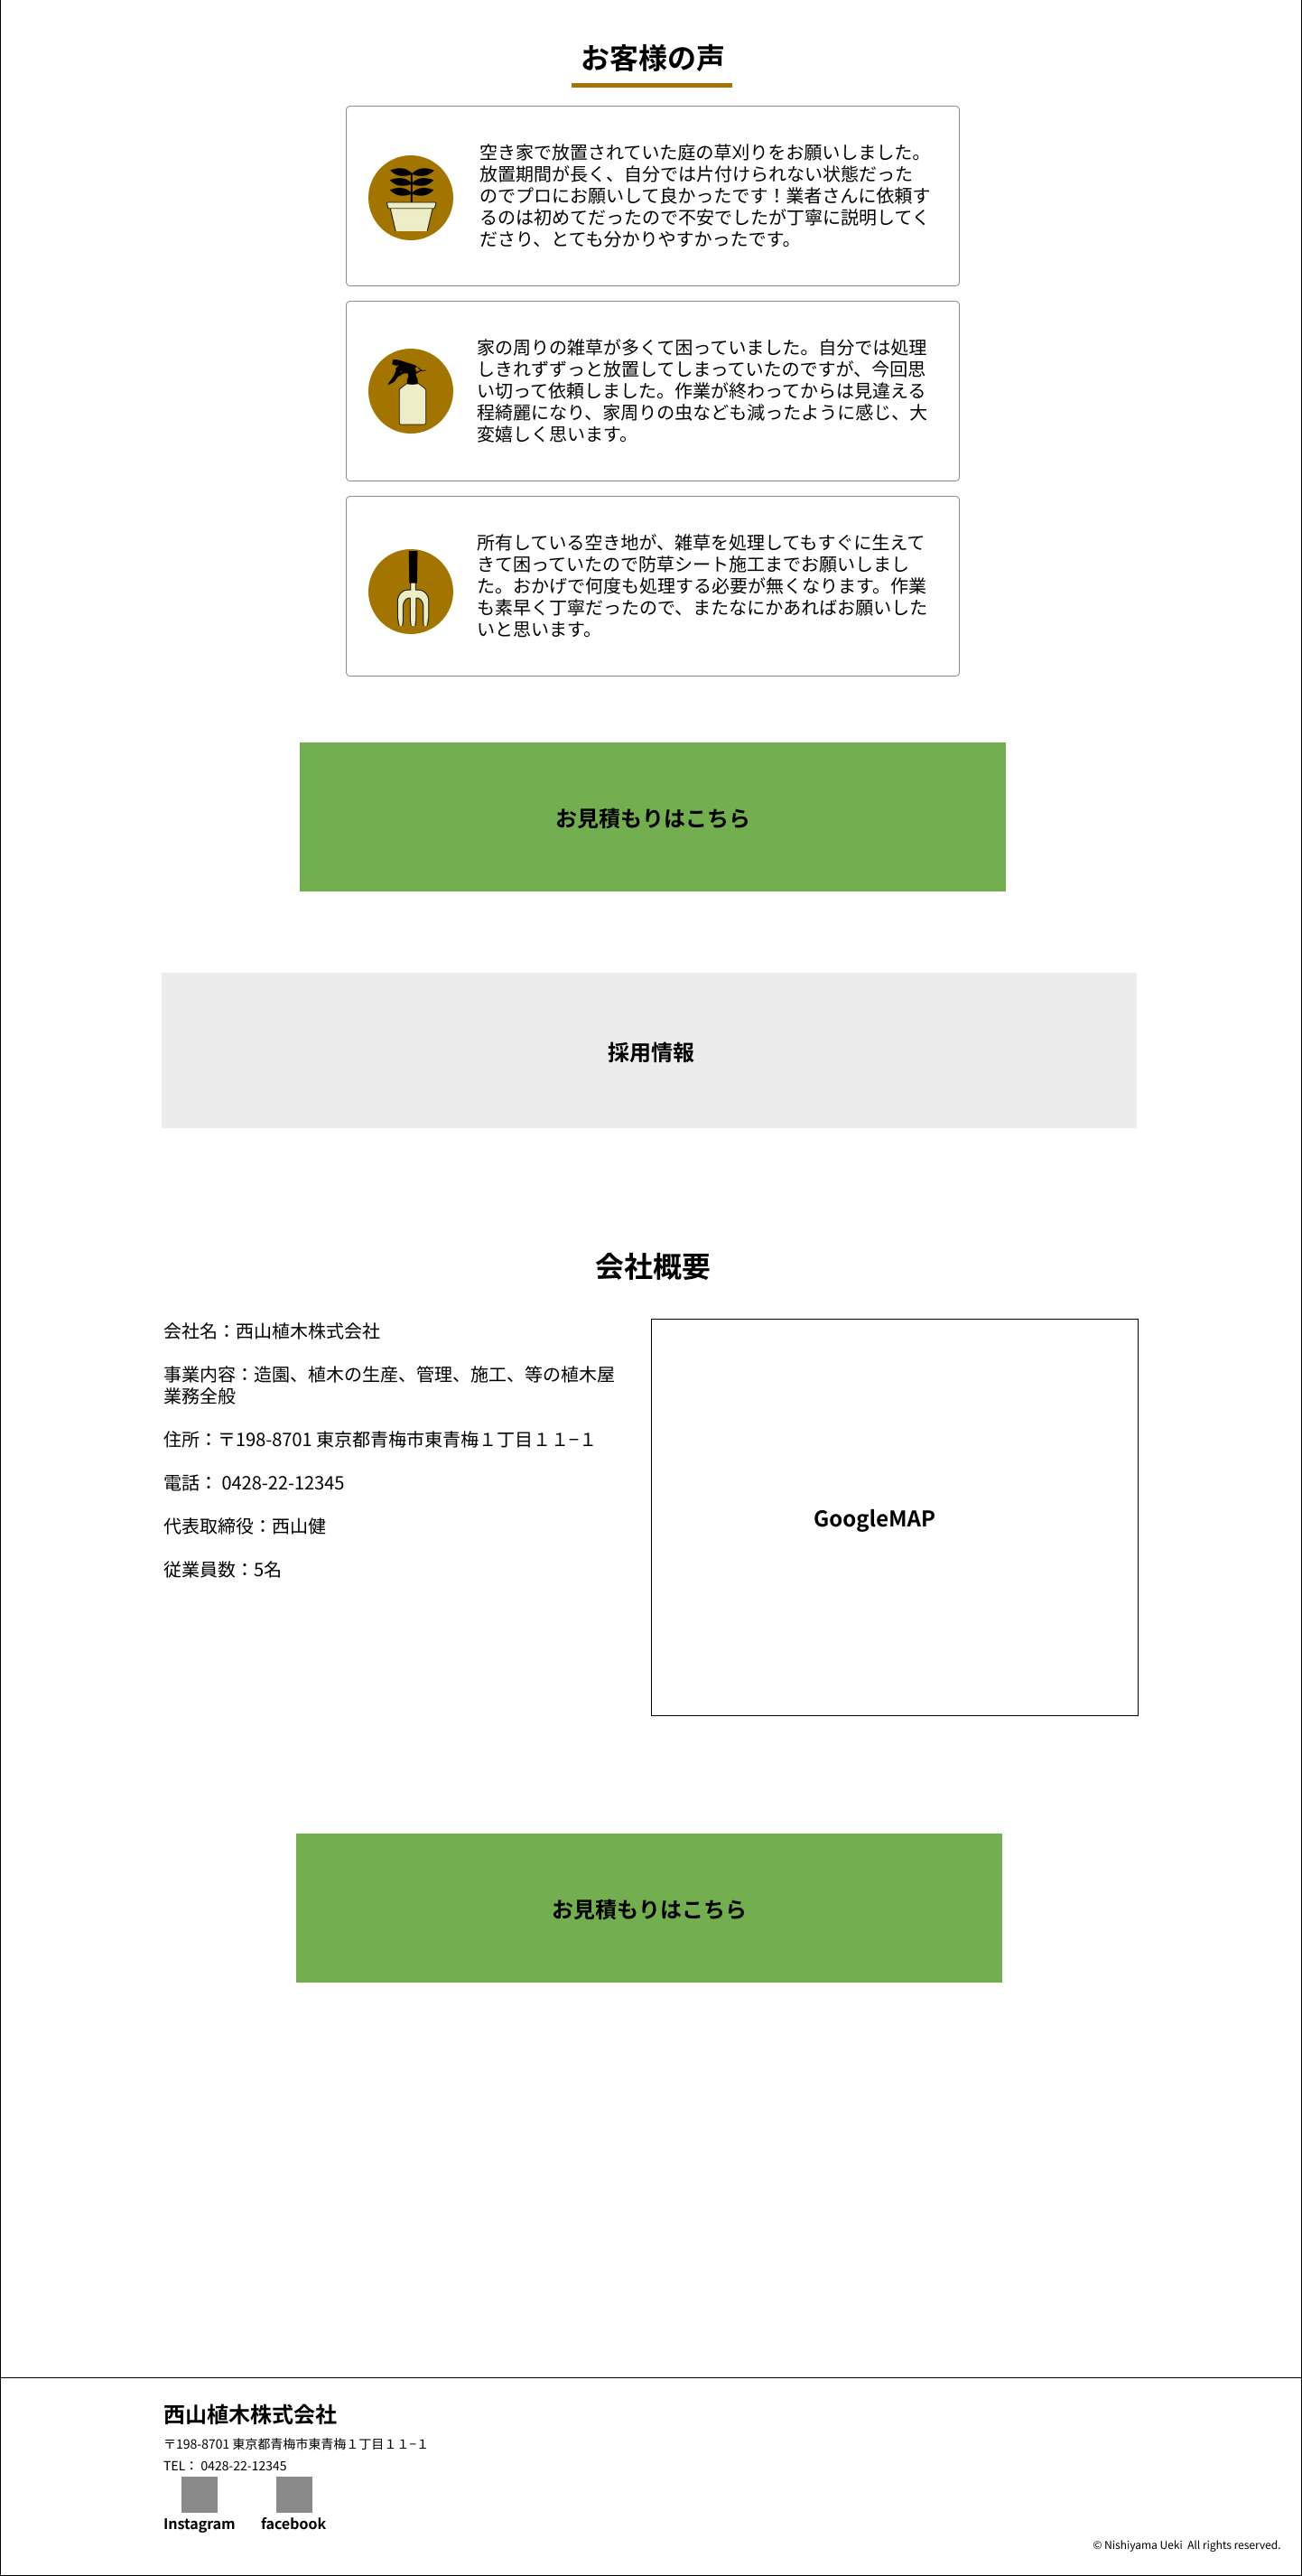 お客様の声
空き家で放置されていた庭の草刈りをお願いしました。
放置期間が長く、自分では片付けられない状態だった
のでプロにお願いして良かったです！業者さんに依頼す
るのは初めてだったので不安でしたが丁寧に説明してく
ださり、とても分かりやすかったです。
家の周りの雑草が多くて困っていました。自分では処理
しきれずずっと放置してしまっていたのですが、今回思
い切って依頼しました。作業が終わってからは見違える
程綺麗になり、家周りの虫なども減ったように感じ、大
変嬉しく思います。
所有している空き地が、雑草を処理してもすぐに生えて
きて困っていたので防草シート施工までお願いしまし
た。おかげで何度も処理する必要が無くなります。作業
も素早く丁寧だったので、またなにかあればお願いした
いと思います。
お見積もりはこちら
採用情報
会社概要
会社名：西山植木株式会社
事業内容：造園、植木の生産、管理、施工、等の植木屋
業務全般
住所：〒198-8701 東京都青梅市東青梅１丁目１１−１
電話： 0428-22-12345
代表取締役：西山健
従業員数：5名
GoogleMAP
お見積もりはこちら
西山植木株式会社
〒198-8701 東京都青梅市東青梅１丁目１１−１
TEL： 0428-22-12345
Instagram facebook
© Nishiyama Ueki All rights reserved.